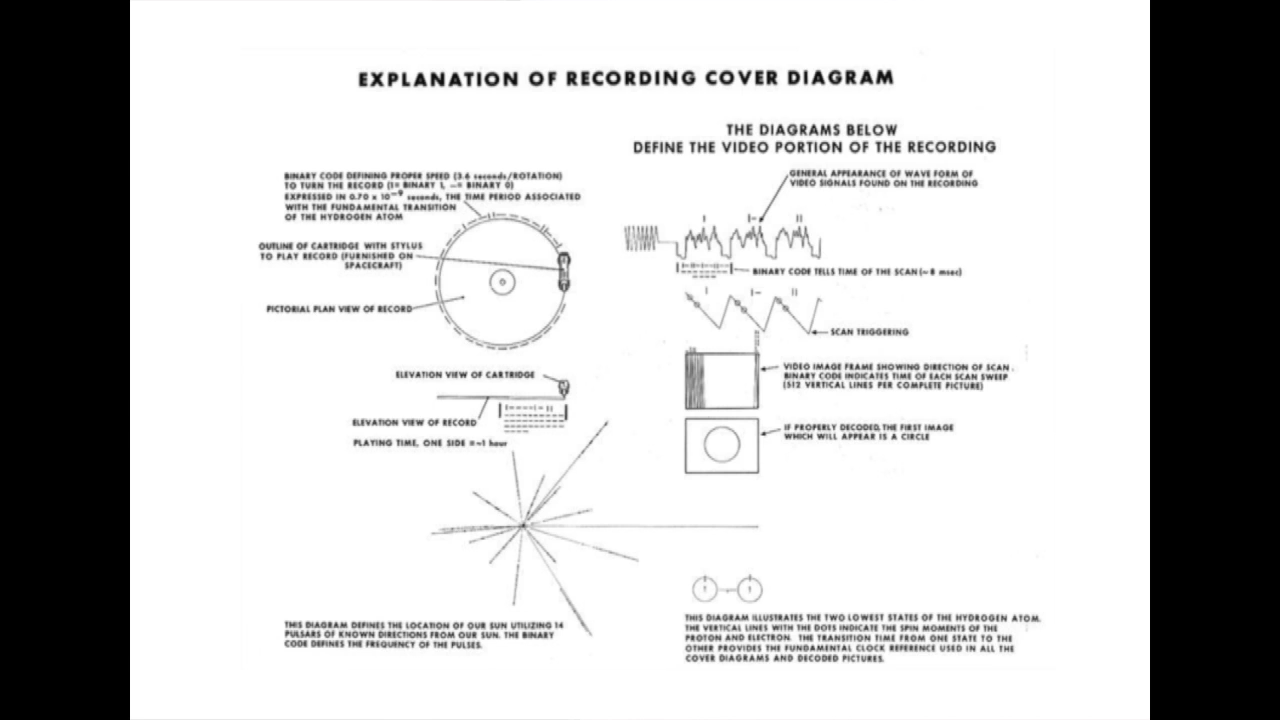 EXPLANATION OF RECORDING COVER DIAGRAM
THE DIAGRAMS BELOW
DEFINE THE VIDEO PORTION OF THE RECORDING
BINARY CODE DEFINING PROPER SPEED (3.6 seconds/ROTATION)
TO TURN THE RECORD (I= BINARY I, —= BINARY 0)
EXPRESSED IN 0.70 x 10⁻⁹ seconds, THE TIME PERIOD ASSOCIATED
WITH THE FUNDAMENTAL TRANSITION
OF THE HYDROGEN ATOM
OUTLINE OF CARTRIDGE WITH STYLUS
TO PLAY RECORD (FURNISHED ON
SPACECRAFT)
PICTORIAL PLAN VIEW OF RECORD
ELEVATION VIEW OF CARTRIDGE
ELEVATION VIEW OF RECORD
PLAYING TIME, ONE SIDE = ~1 hour
GENERAL APPEARANCE OF WAVE FORM OF
VIDEO SIGNALS FOUND ON THE RECORDING
BINARY CODE TELLS TIME OF THE SCAN (~ 8 msec)
SCAN TRIGGERING
VIDEO IMAGE FRAME SHOWING DIRECTION OF SCAN.
BINARY CODE INDICATES TIME OF EACH SCAN SWEEP
(512 VERTICAL LINES PER COMPLETE PICTURE)
IF PROPERLY DECODED, THE FIRST IMAGE
WHICH WILL APPEAR IS A CIRCLE
THIS DIAGRAM DEFINES THE LOCATION OF OUR SUN UTILIZING 14
PULSARS OF KNOWN DIRECTIONS FROM OUR SUN. THE BINARY
CODE DEFINES THE FREQUENCY OF THE PULSES.
THIS DIAGRAM ILLUSTRATES THE TWO LOWEST STATES OF THE HYDROGEN ATOM.
THE VERTICAL LINES WITH THE DOTS INDICATE THE SPIN MOMENTS OF THE
PROTON AND ELECTRON. THE TRANSITION TIME FROM ONE STATE TO THE
OTHER PROVIDES THE FUNDAMENTAL CLOCK REFERENCE USED IN ALL THE
COVER DIAGRAMS AND DECODED PICTURES.